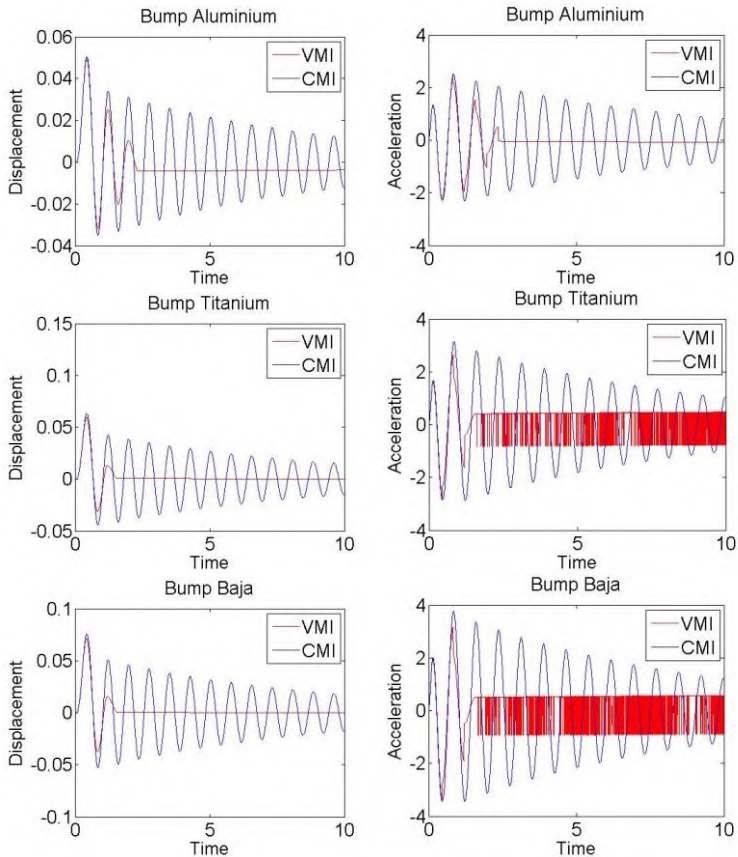 Bump Aluminium
0.06
0.04
0.02
0
-0.02
-0.04
Displacement
VMI
CMI
0
5
10
Time
Bump Aluminium
4
2
0
-2
-4
Acceleration
VMI
CMI
0
5
10
Time
Bump Titanium
0.15
0.1
0.05
0
-0.05
Displacement
VMI
CMI
0
5
10
Time
Bump Titanium
4
2
0
-2
-4
Acceleration
VMI
CMI
0
5
10
Time
Bump Baja
0.1
0.05
0
-0.05
-0.1
Displacement
VMI
CMI
0
5
10
Time
Bump Baja
4
2
0
-2
-4
Acceleration
VMI
CMI
0
5
10
Time